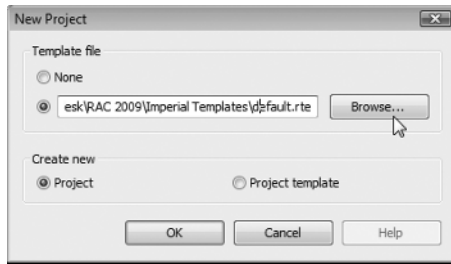 New Project
Template file
None
esk\RAC 2009\Imperial Templates\default.rte
Browse...
Create new
Project
Project template
OK
Cancel
Help